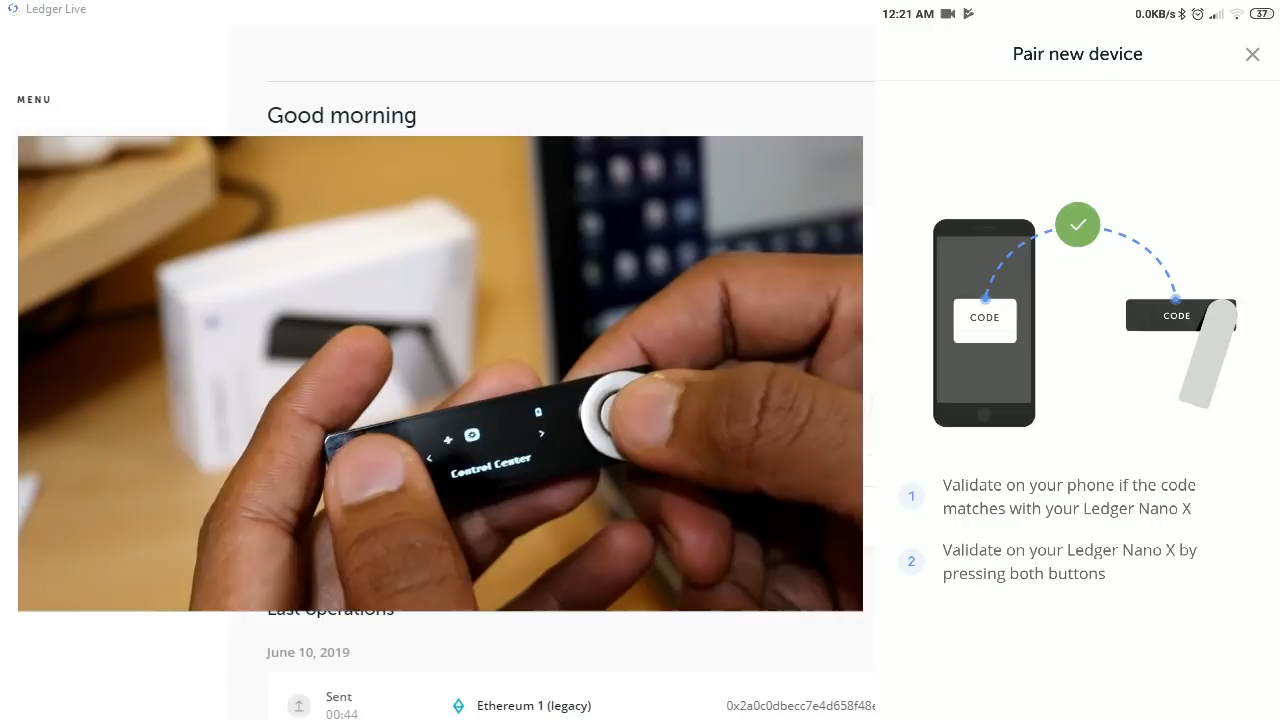 Ledger Live
MENU
Good morning
Control Center
Last Operations
June 10, 2019
Sent
00:44
Ethereum 1 (legacy)
0x2a0c0dbecc7e4d658f48e
12:21 AM
0.0KB/s
37
Pair new device
CODE
CODE
1
Validate on your phone if the code
matches with your Ledger Nano X
2
Validate on your Ledger Nano X by
pressing both buttons